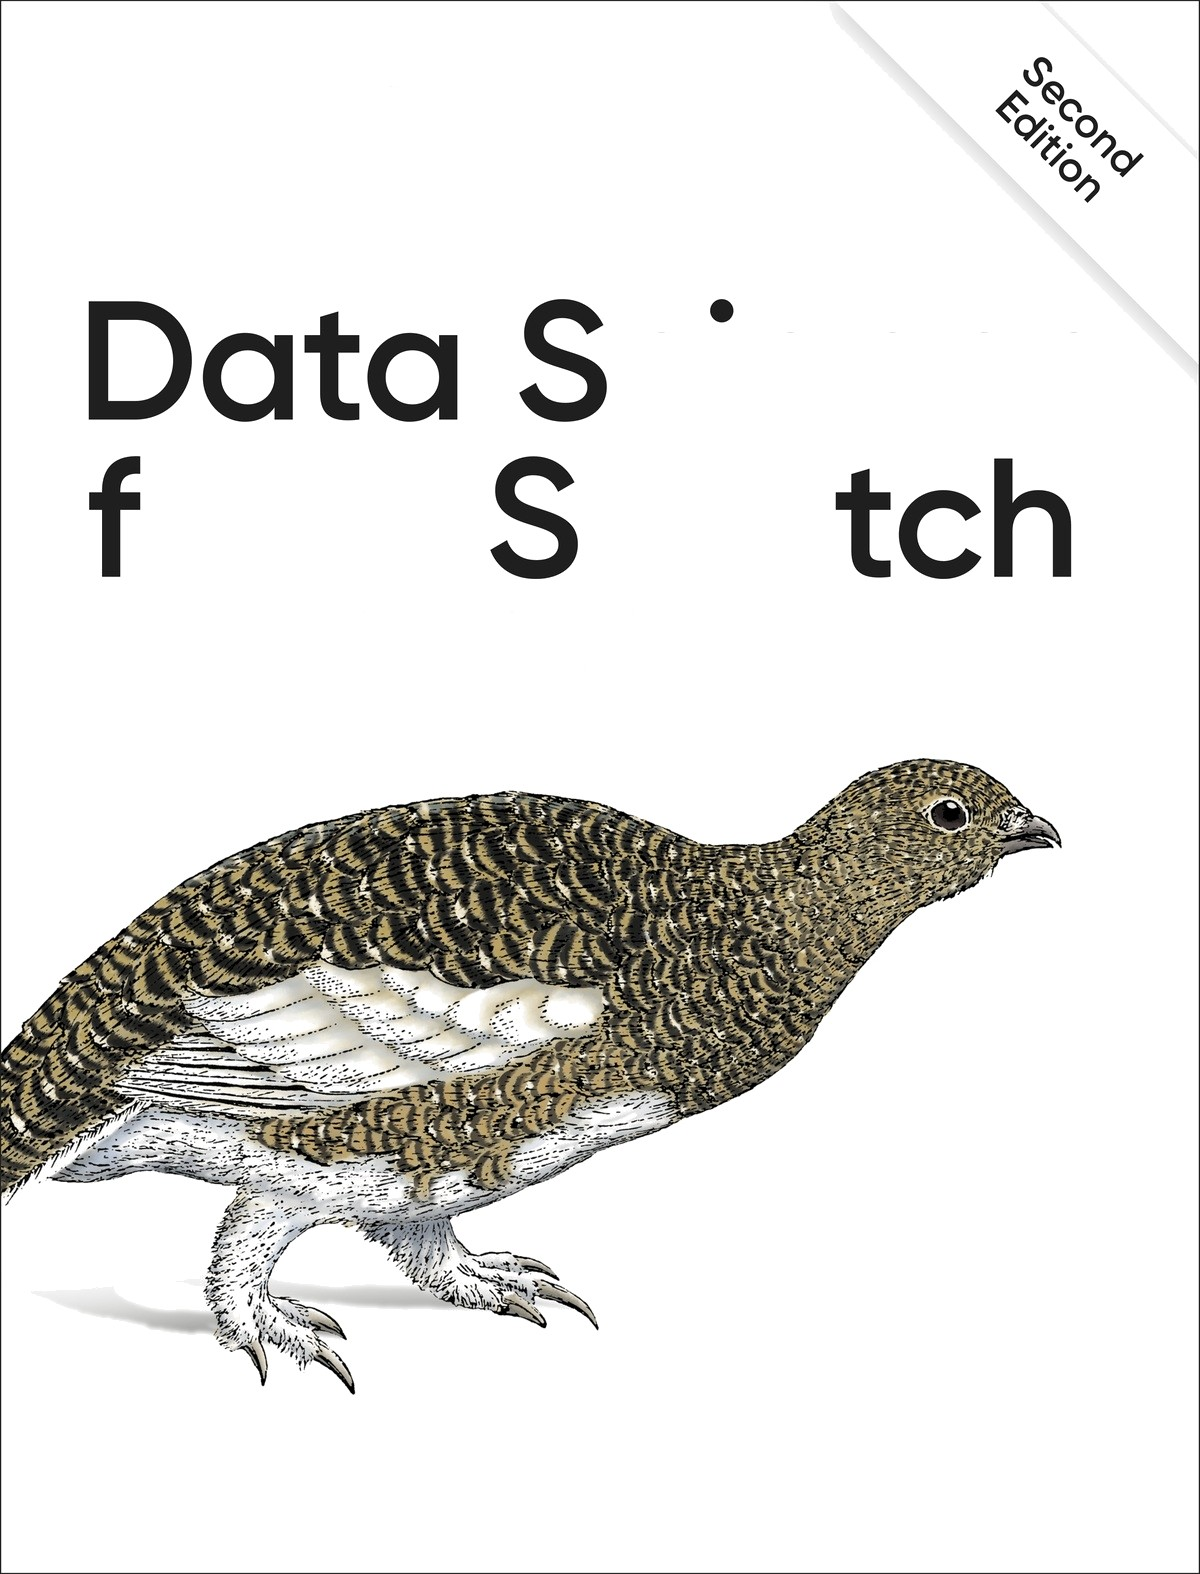 Second
Edition
Data S
f S tch